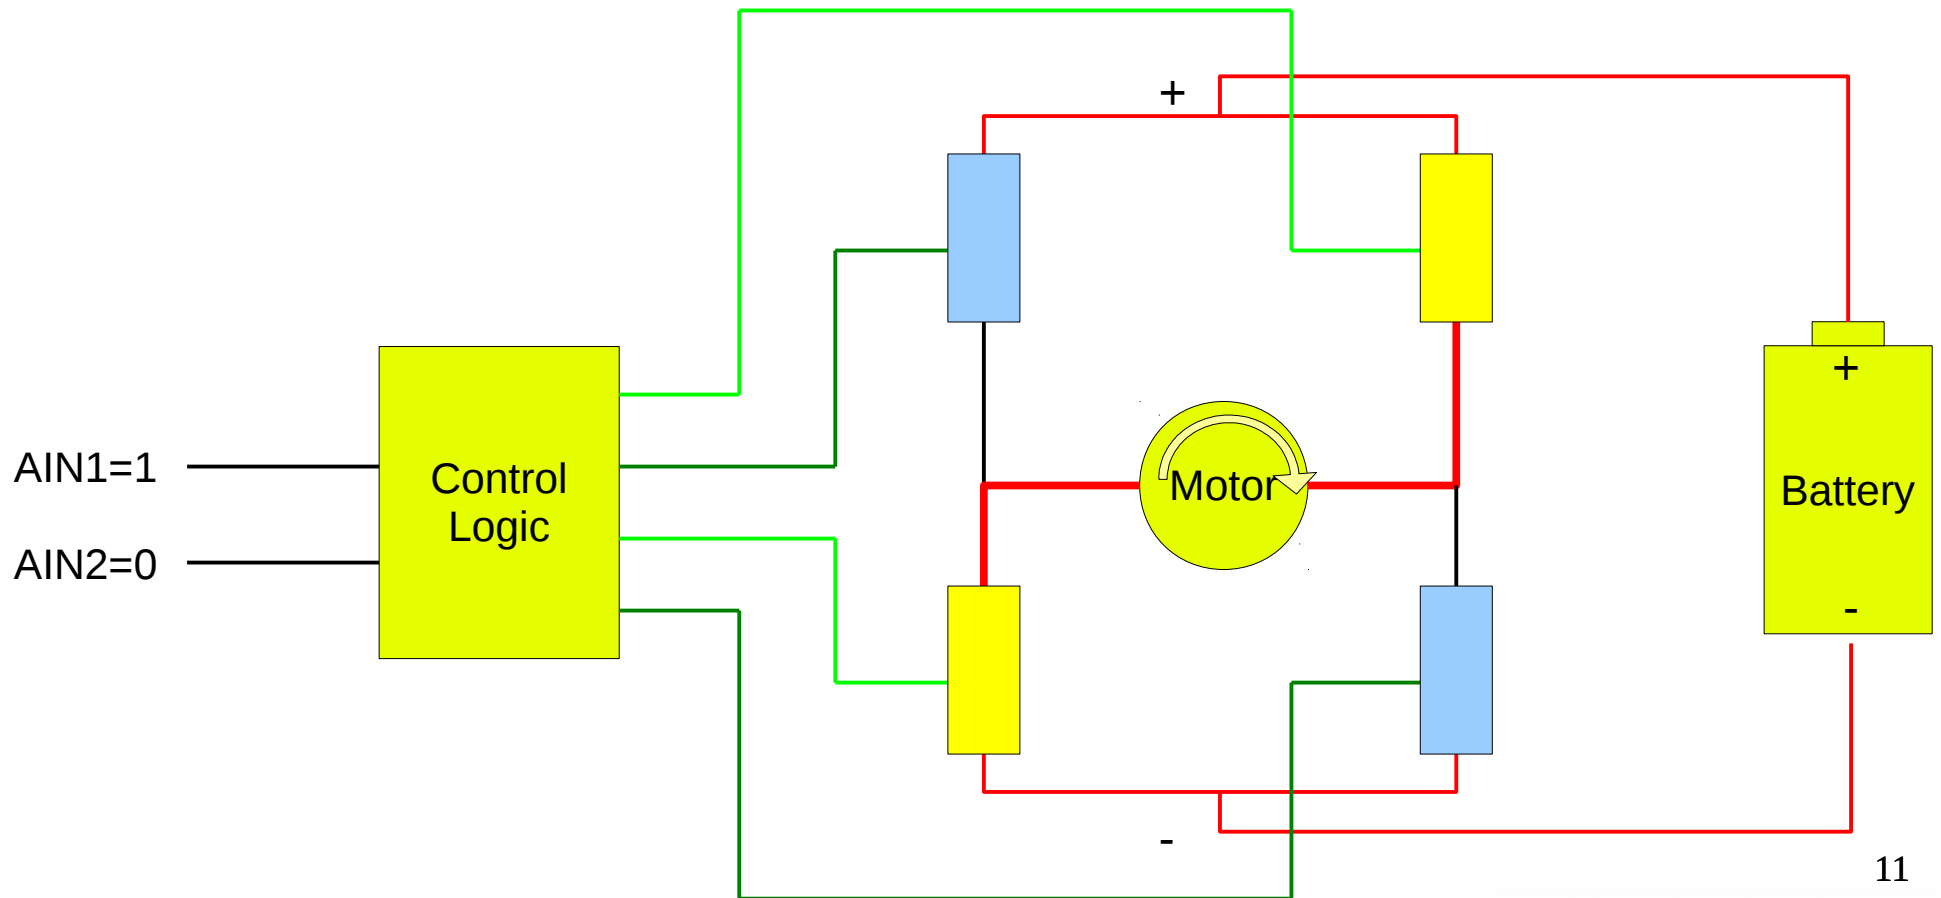 +
+
AIN1=1
Control
Logic
Motor
Battery
AIN2=0
-
-
11